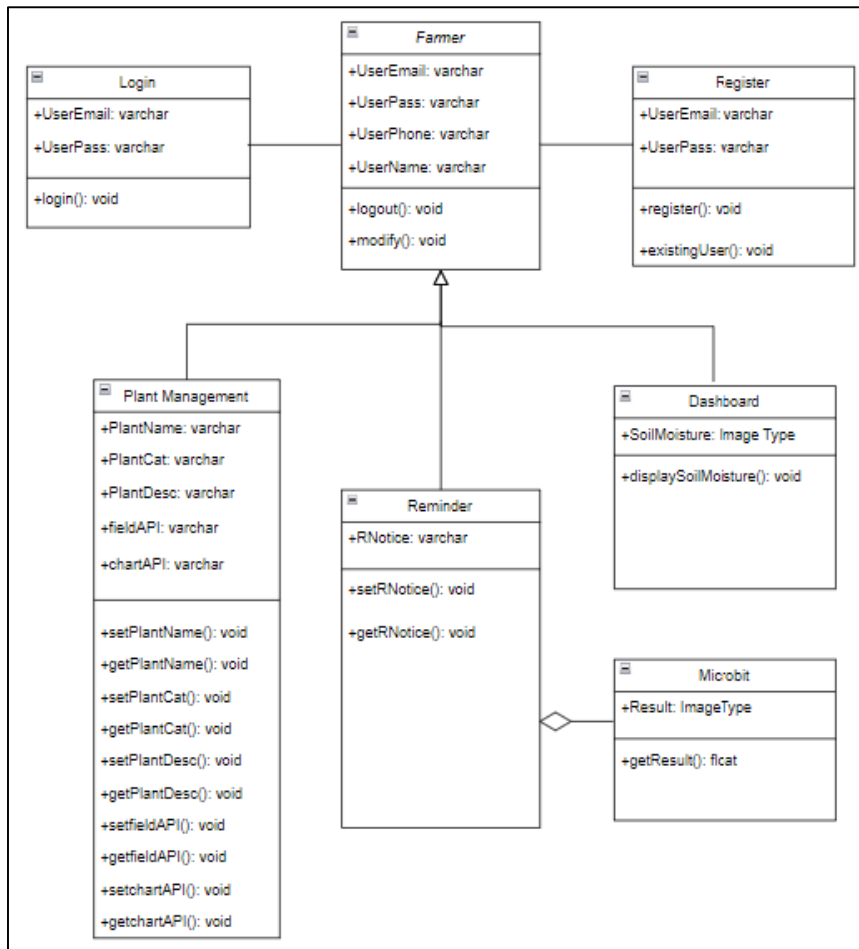 Farmer
+UserEmail: varchar
+UserPass: varchar
+UserPhone: varchar
+UserName: varchar
+logout(): void
+modify(): void
Login
+UserEmail: varchar
+UserPass: varchar
+login(): void
Register
+UserEmail: varchar
+UserPass: varchar
+register(): void
+existingUser(): void
Plant Management
+PlantName: varchar
+PlantCat: varchar
+PlantDesc: varchar
+fieldAPI: varchar
+chartAPI: varchar
+setPlantName(): void
+getPlantName(): void
+setPlantCat(): void
+getPlantCat(): void
+setPlantDesc(): void
+getPlantDesc(): void
+setfieldAPI(): void
+getfieldAPI(): void
+setchartAPI(): void
+getchartAPI(): void
Reminder
+RNotice: varchar
+setRNotice(): void
+getRNotice(): void
Dashboard
+SoilMoisture: Image Type
+displaySoilMoisture(): void
Microbit
+Result: ImageType
+getResult(): float